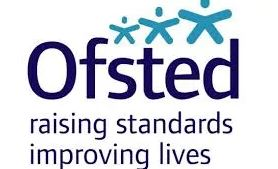 Ofsted
raising standards
improving lives